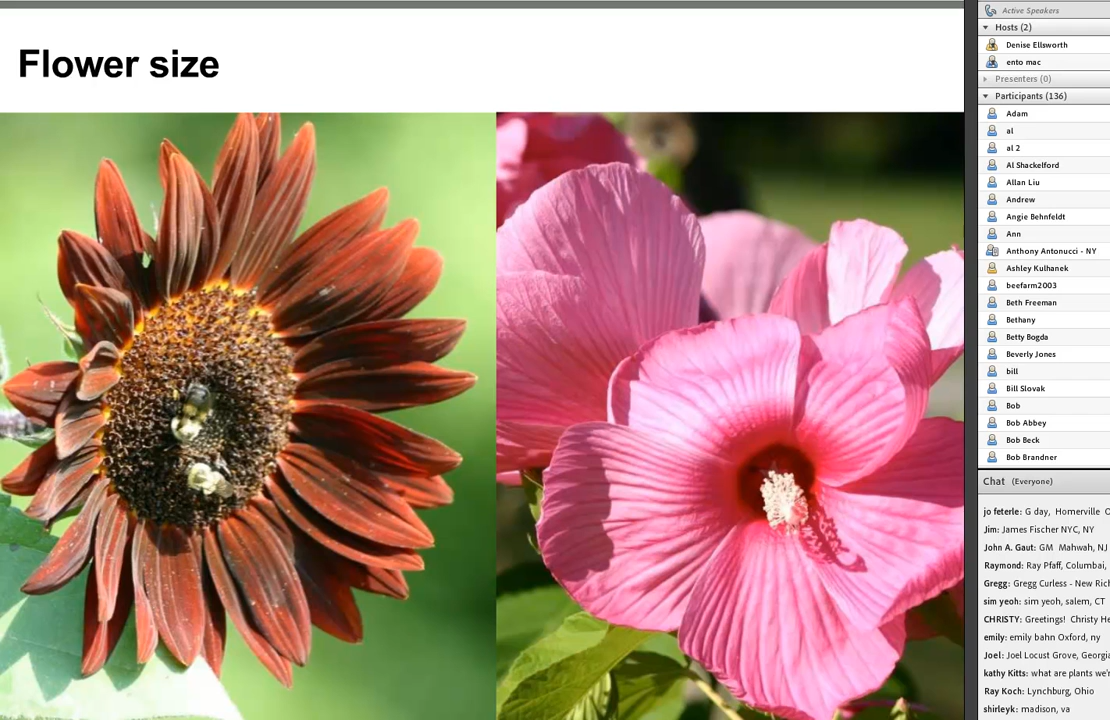 Flower size
Active Speakers
Hosts (2)
Denise Ellsworth
ento mac
Presenters (0)
Participants (136)
Adam
al
al 2
Al Shackelford
Allan Liu
Andrew
Angie Behnfeldt
Ann
Anthony Antonucci - NY
Ashley Kulhanek
beefarm2003
Beth Freeman
Bethany
Betty Bogda
Beverly Jones
bill
Bill Slovak
Bob
Bob Abbey
Bob Beck
Bob Brandner
Chat (Everyone)
jo feterle: G day, Homerville O
Jim: James Fischer NYC, NY
John A. Gaut: GM Mahwah, NJ
Raymond: Ray Pfaff, Columbai,
Gregg: Gregg Curless - New Rich
sim yeoh: sim yeoh, salem, CT
CHRISTY: Greetings! Christy He
emily: emily bahn Oxford, ny
Joel: Joel Locust Grove, Georgia
kathy Kitts: what are plants we'r
Ray Koch: Lynchburg, Ohio
shirleyk: madison, va